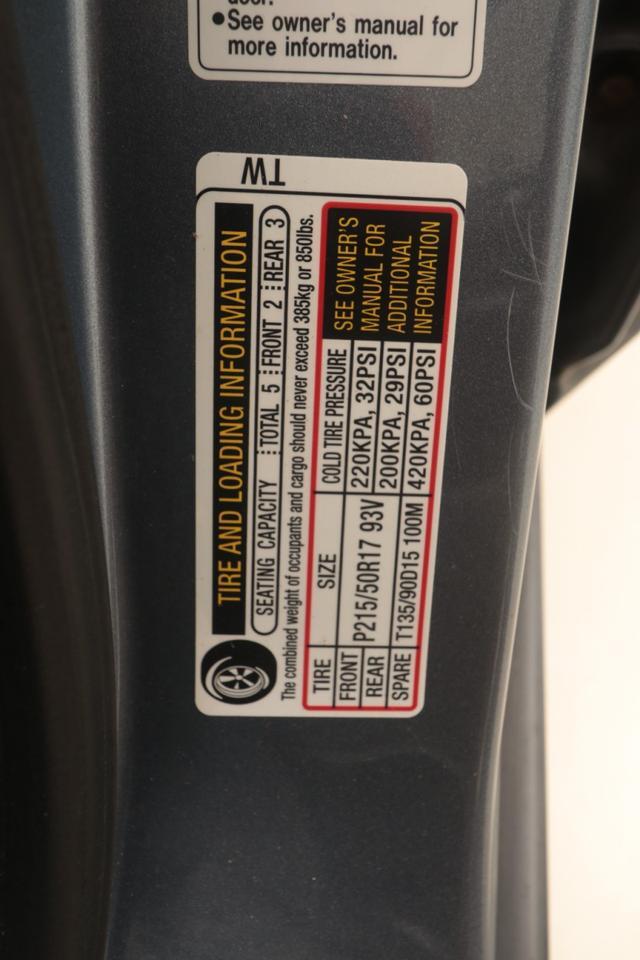 ●See owner's manual for
more information.
TW
TIRE AND LOADING INFORMATION
SEATING CAPACITY TOTAL 5 FRONT 2 REAR 3
The combined weight of occupants and cargo should never exceed 385kg or 850lbs.
TIRE SIZE COLD TIRE PRESSURE
FRONT P215/50R17 93V 220KPA, 32PSI
REAR 200KPA, 29PSI
SPARE T135/90D15 100M 420KPA, 60PSI
SEE OWNER'S
MANUAL FOR
ADDITIONAL
INFORMATION